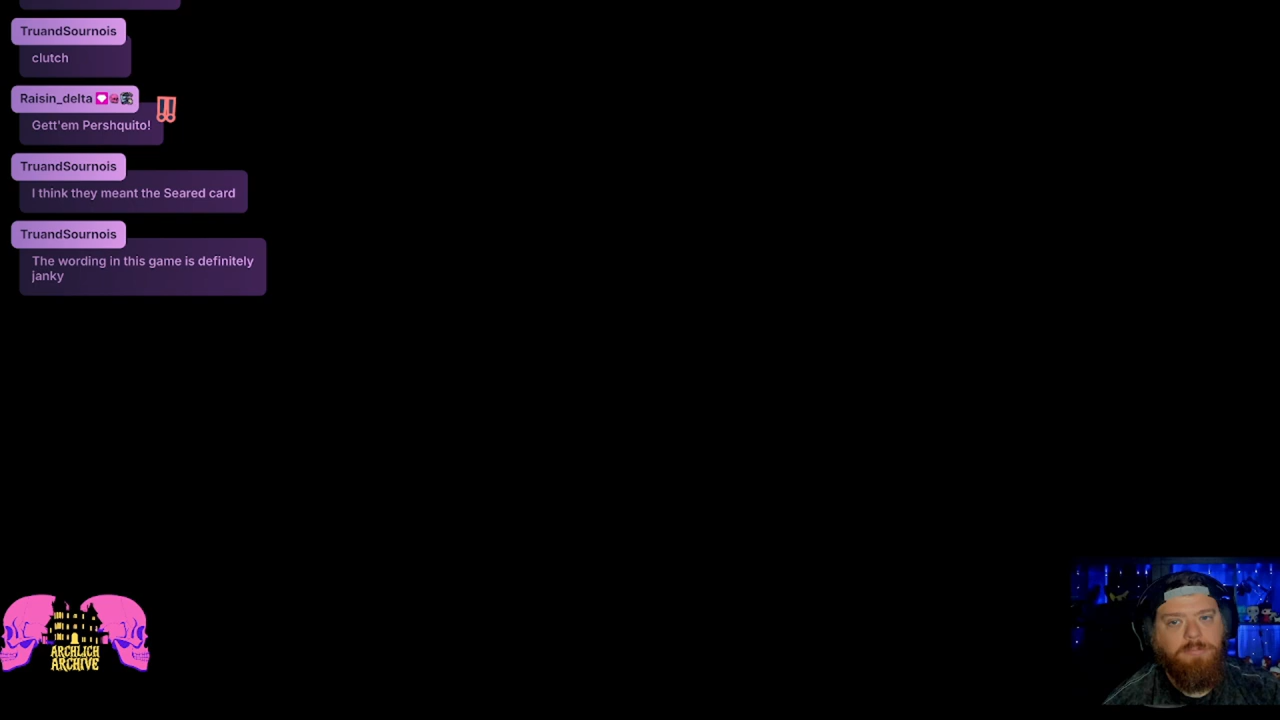 TruandSournois
clutch
Raisin_delta
Gett'em Pershquito!
TruandSournois
I think they meant the Seared card
TruandSournois
The wording in this game is definitely
janky
ARCHLICH
ARCHIVE